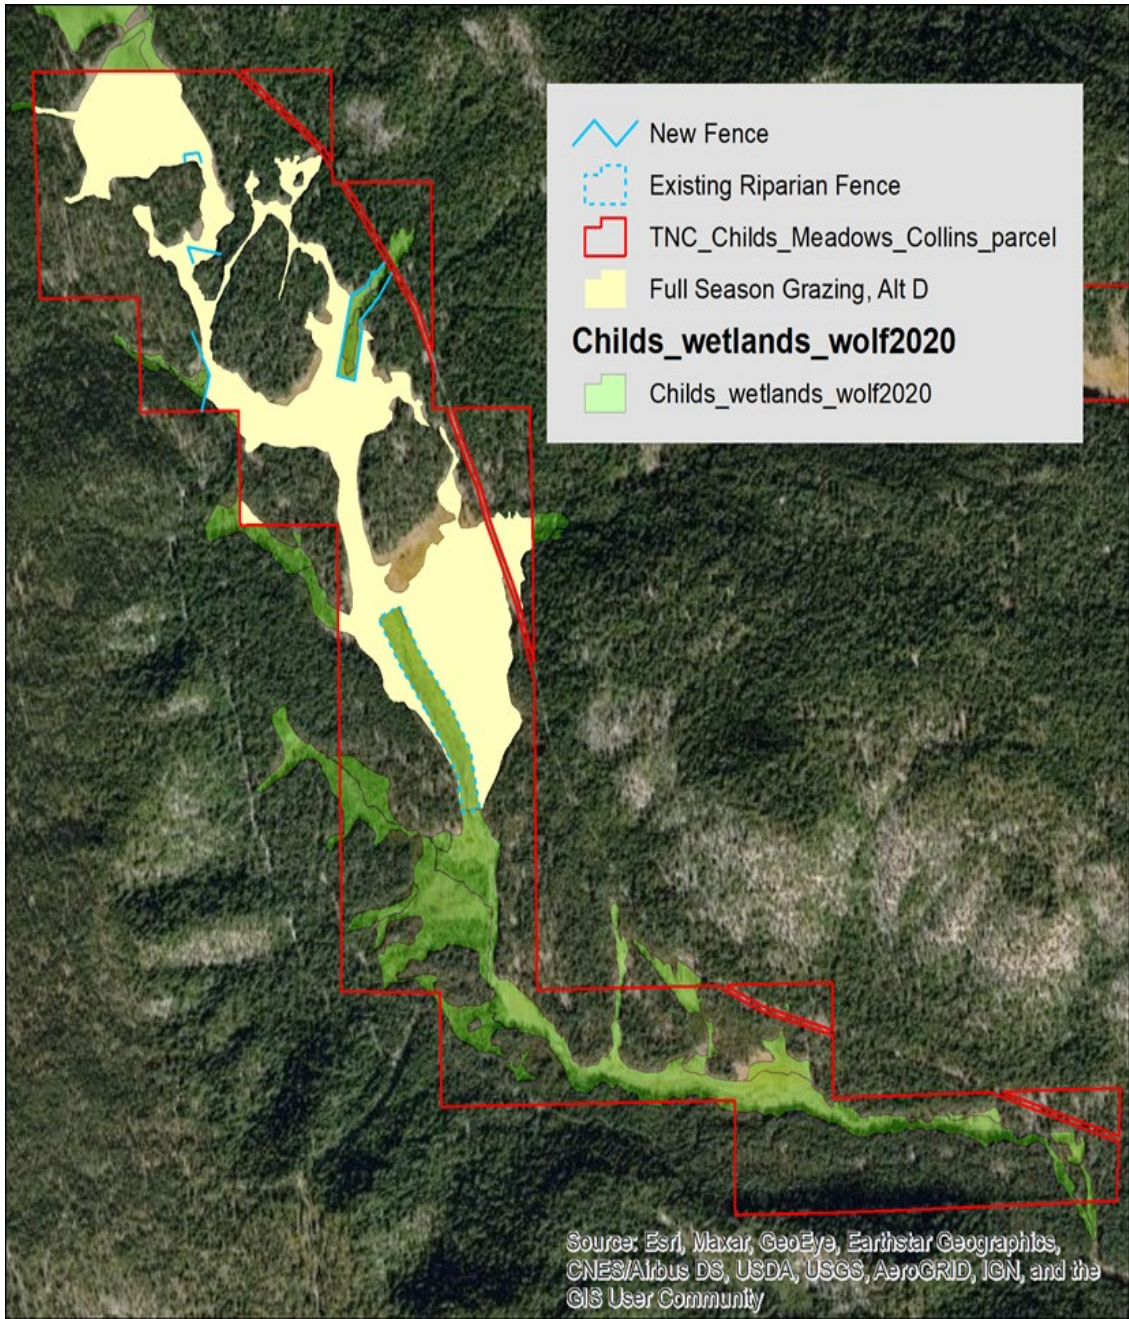 New Fence
Existing Riparian Fence
TNC_Childs_Meadows_Collins_parcel
Full Season Grazing, Alt D
Childs_wetlands_wolf2020
Childs_wetlands_wolf2020
Source: Esri, Maxar, GeoEye, Earthstar Geographics,
CNES/Airbus DS, USDA, USGS, AeroGRID, IGN, and the
GIS User Community